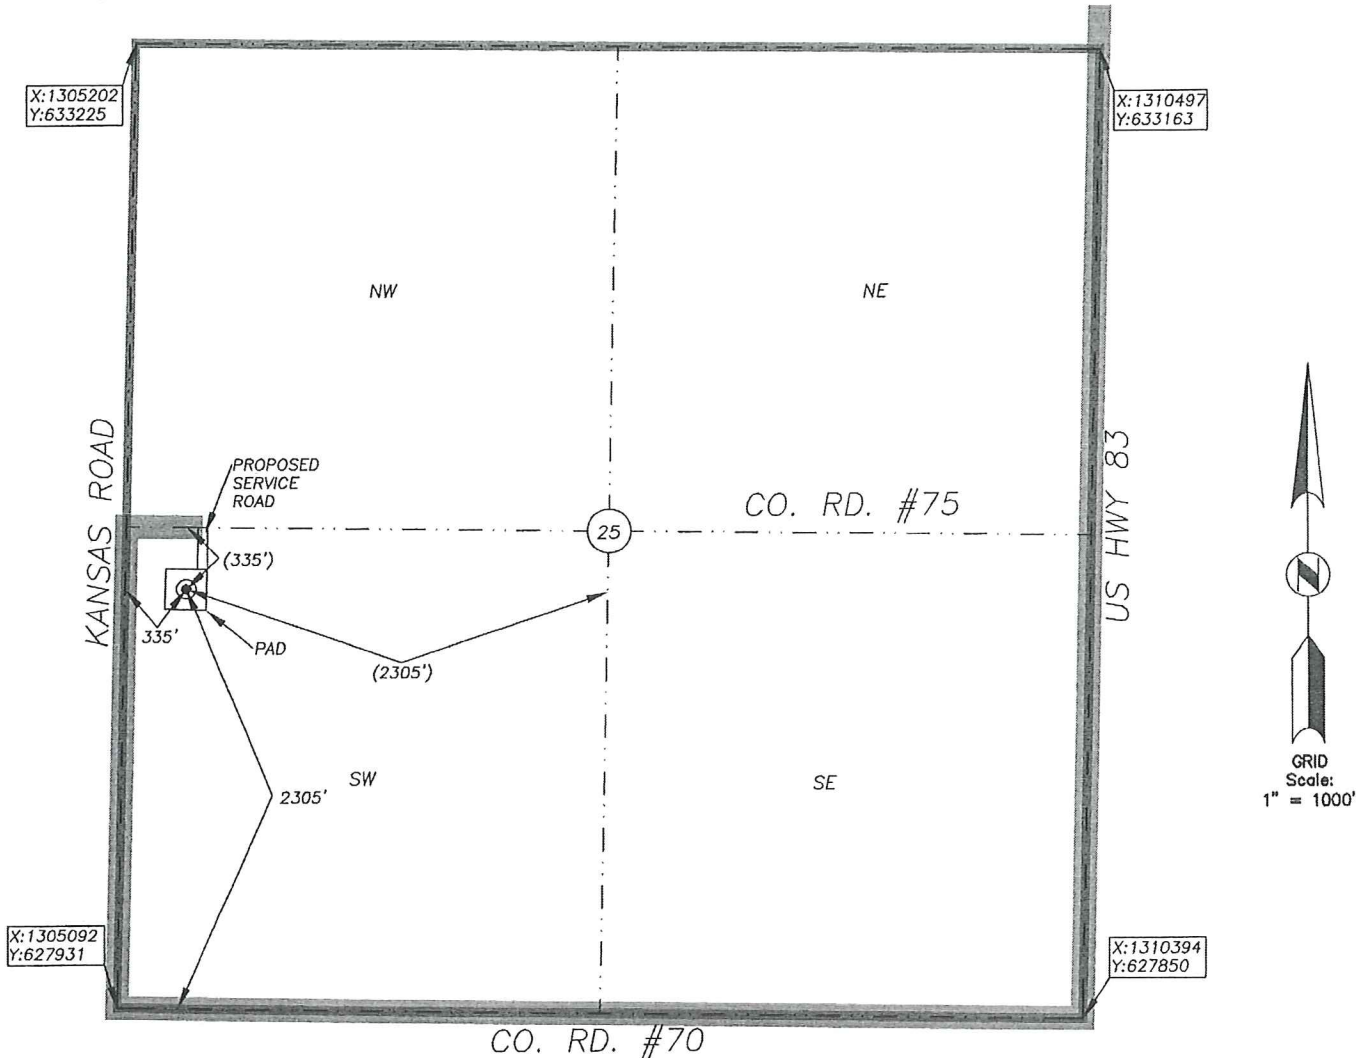 X:1305202
Y:633225
X:1310497
Y:633163
NW
NE
KANSAS ROAD
PROPOSED
SERVICE
ROAD
CO. RD. #75
US HWY 83
25
(335')
335'
PAD
(2305')
SW
2305'
SE
N
GRID
Scale:
1" = 1000'
X:1305092
Y:627931
X:1310394
Y:627850
CO. RD. #70